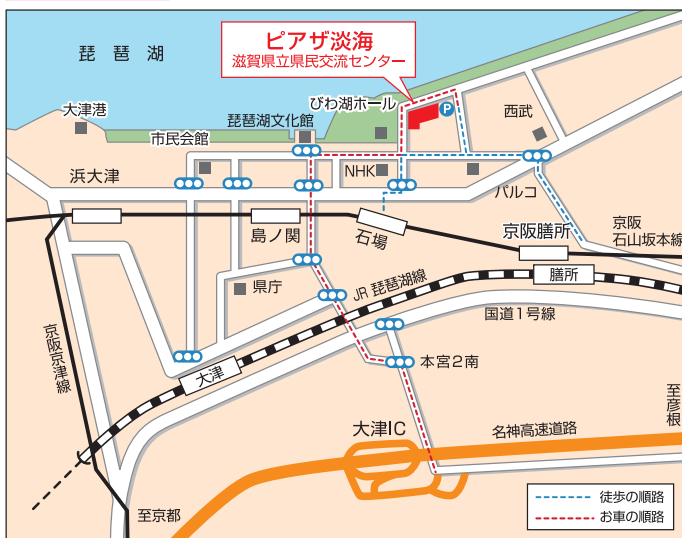 ピアザ淡海
滋賀県立県民交流センター
琵琶湖
大津港
びわ湖ホール
P
西武
琵琶湖文化館
市民会館
浜大津
NHK
パルコ
島ノ関
石場
京阪膳所
京阪
石山坂本線
県庁
JR 琵琶湖線
膳所
国道1号線
京阪京津線
大津
本宮2南
至彦根
大津IC
名神高速道路
至京都
徒歩の順路
お車の順路